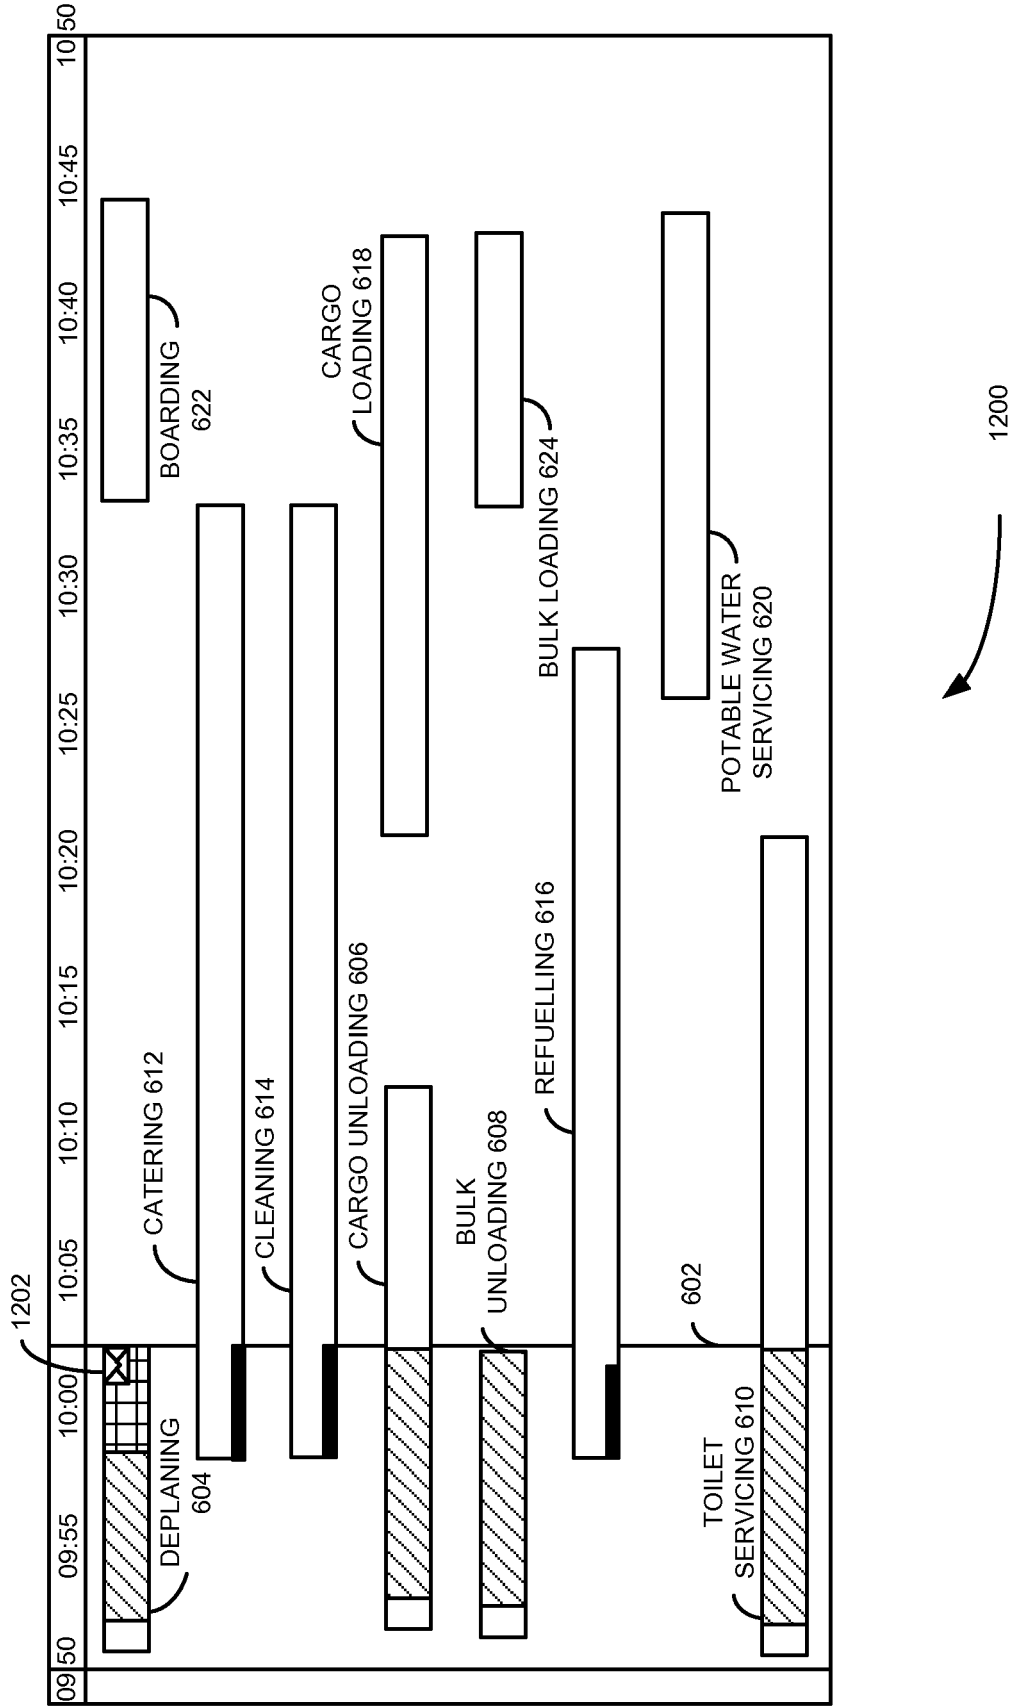 09 50 09:55 10:00 10:05 10:10 10:15 10:20 10:25 10:30 10:35 10:40 10:45 10 50
1202
DEPLANING
604
BOARDING
622
CATERING 612
CLEANING 614
CARGO UNLOADING 606
CARGO
LOADING 618
BULK
UNLOADING 608
BULK LOADING 624
REFUELLING 616
602
TOILET
SERVICING 610
POTABLE WATER
SERVICING 620
1200